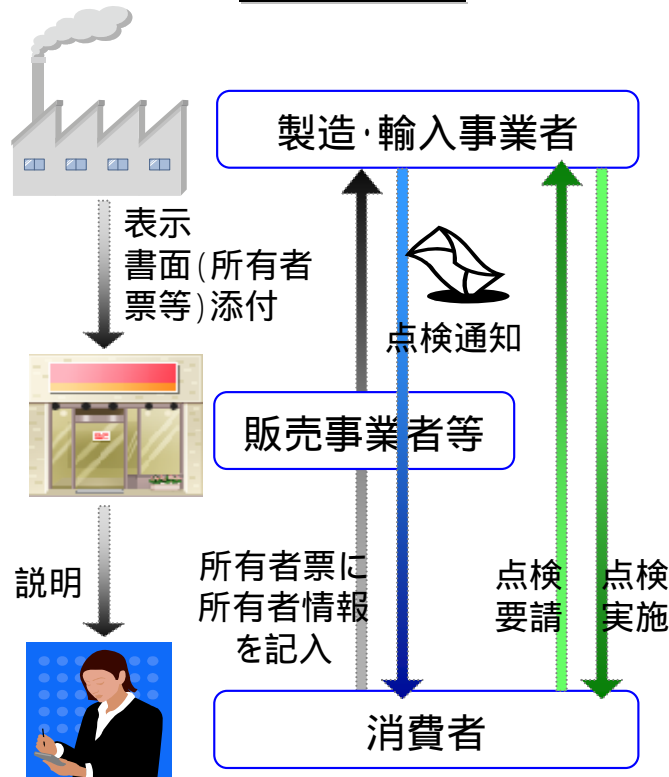 製造・輸入事業者
表示
書面(所有者
票等)添付
点検通知
販売事業者等
説明
所有者票に
所有者情報
を記入
点検
要請
点検
実施
消費者